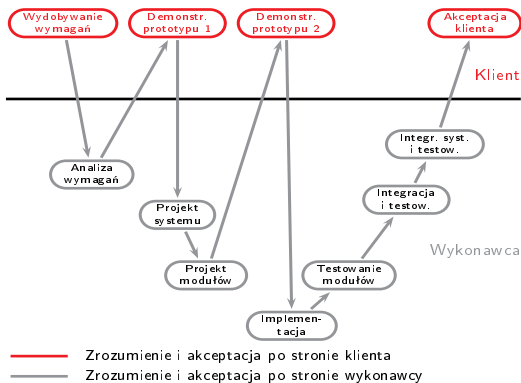 Wydobywanie
wymagań
Demonstr.
prototypu 1
Demonstr.
prototypu 2
Akceptacja
klienta
Klient
Integr. syst.
i testow.
Analiza
wymagań
Integracja
i testow.
Projekt
systemu
Wykonawca
Projekt
modułów
Testowanie
modułów
Implemen-
tacja
Zrozumienie i akceptacja po stronie klienta
Zrozumienie i akceptacja po stronie wykonawcy